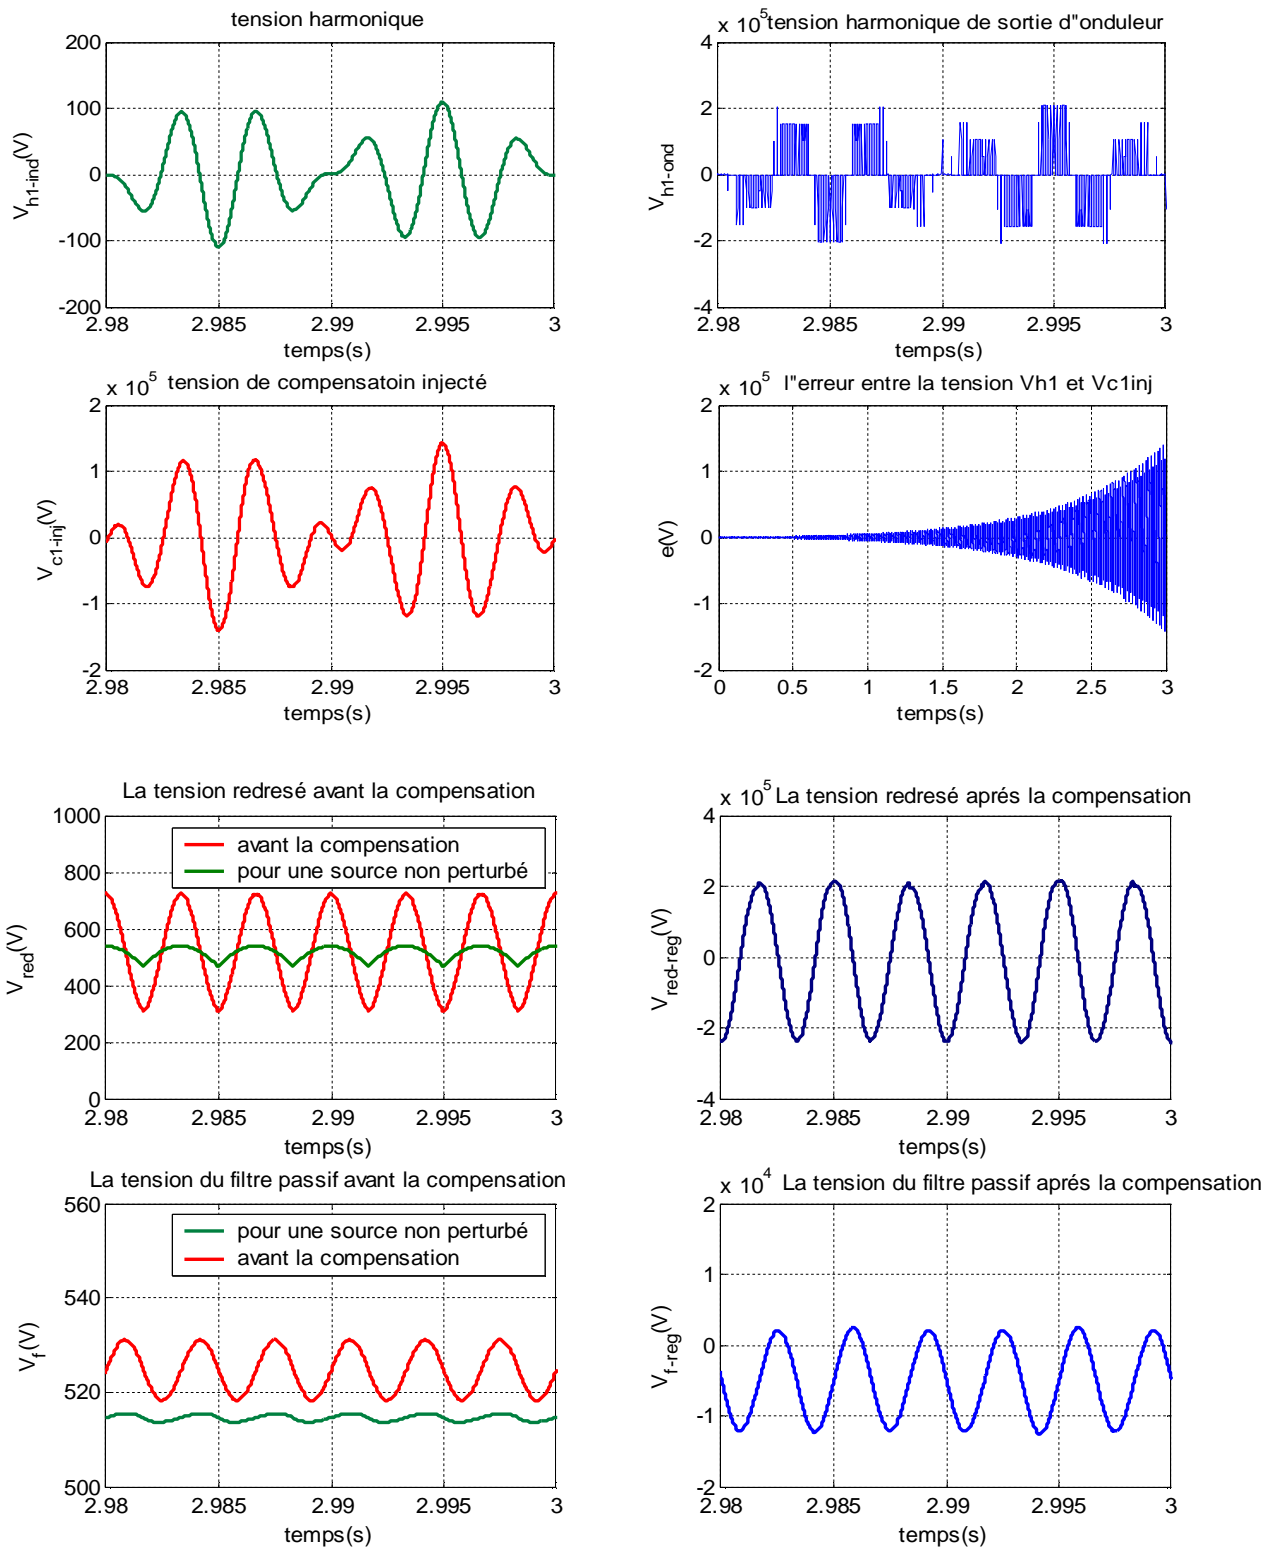 tension harmonique
200
100
0
-100
-200
V_h1-ind(V)
2.98 2.985 2.99 2.995 3
temps(s)
x 10^5 tension harmonique de sortie d"onduleur
4
2
0
-2
-4
V_h1-ond
2.98 2.985 2.99 2.995 3
temps(s)
x 10^5 tension de compensatoin injecté
2
1
0
-1
-2
V_c1-inj(V)
2.98 2.985 2.99 2.995 3
temps(s)
x 10^5 l"erreur entre la tension Vh1 et Vc1inj
2
1
0
-1
-2
e(V)
0 0.5 1 1.5 2 2.5 3
temps(s)
La tension redresé avant la compensation
1000
800
600
400
200
0
V_red(V)
avant la compensation
pour une source non perturbé
2.98 2.985 2.99 2.995 3
temps(s)
x 10^5 La tension redresé aprés la compensation
4
2
0
-2
-4
V_red-reg(V)
2.98 2.985 2.99 2.995 3
temps(s)
La tension du filtre passif avant la compensation
560
540
520
500
V_f(V)
pour une source non perturbé
avant la compensation
2.98 2.985 2.99 2.995 3
temps(s)
x 10^4 La tension du filtre passif aprés la compensation
2
1
0
-1
-2
V_f-reg(V)
2.98 2.985 2.99 2.995 3
temps(s)